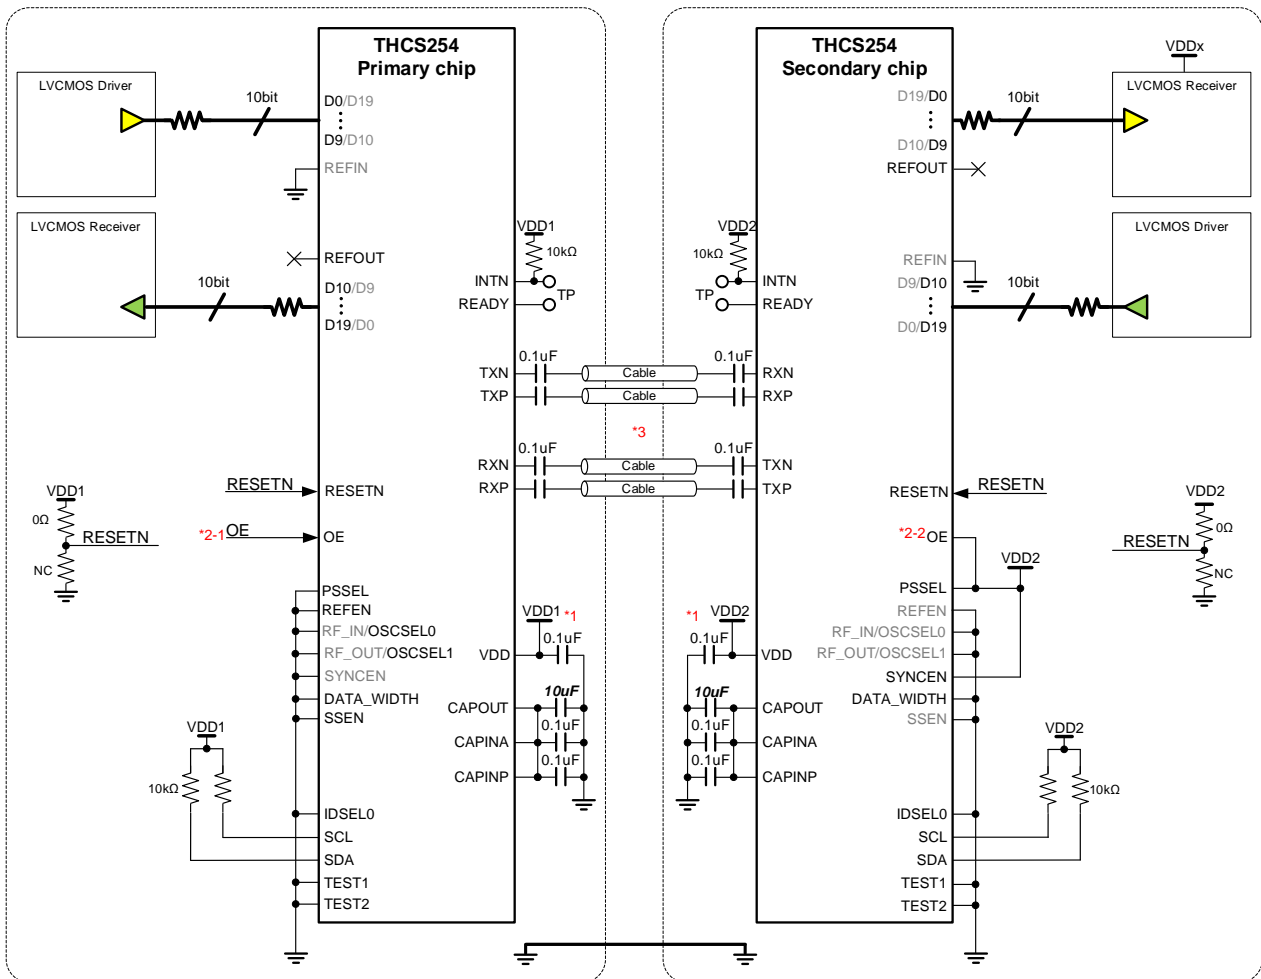 THCS254
Primary chip
LVCMOS Driver
10bit
D0/D19
D9/D10
REFIN
LVCMOS Receiver
10bit
REFOUT
D10/D9
D19/D0
VDD1
10kΩ
INTN
READY
TP
TXN
TXP
0.1uF
Cable
Cable
*3
RXN
RXP
0.1uF
Cable
Cable
VDD1
0Ω
RESETN
NC
RESETN
RESETN
*2-1
OE
OE
PSSEL
REFEN
RF_IN/OSCSEL0
RF_OUT/OSCSEL1
SYNCEN
DATA_WIDTH
SSEN
VDD1
10kΩ
IDSEL0
SCL
SDA
TEST1
TEST2
VDD1
*1
0.1uF
VDD
10uF
CAPOUT
0.1uF
CAPINA
0.1uF
CAPINP
THCS254
Secondary chip
VDDx
LVCMOS Receiver
10bit
D19/D0
D10/D9
REFOUT
LVCMOS Driver
REFIN
D9/D10
10bit
D0/D19
VDD2
10kΩ
INTN
TP
READY
0.1uF
RXN
RXP
0.1uF
TXN
TXP
RESETN
RESETN
VDD2
0Ω
RESETN
NC
*2-2
OE
VDD2
PSSEL
REFEN
RF_IN/OSCSEL0
RF_OUT/OSCSEL1
SYNCEN
DATA_WIDTH
SSEN
*1
VDD2
0.1uF
VDD
10uF
CAPOUT
0.1uF
CAPINA
0.1uF
CAPINP
VDD2
10kΩ
IDSEL0
SCL
SDA
TEST1
TEST2